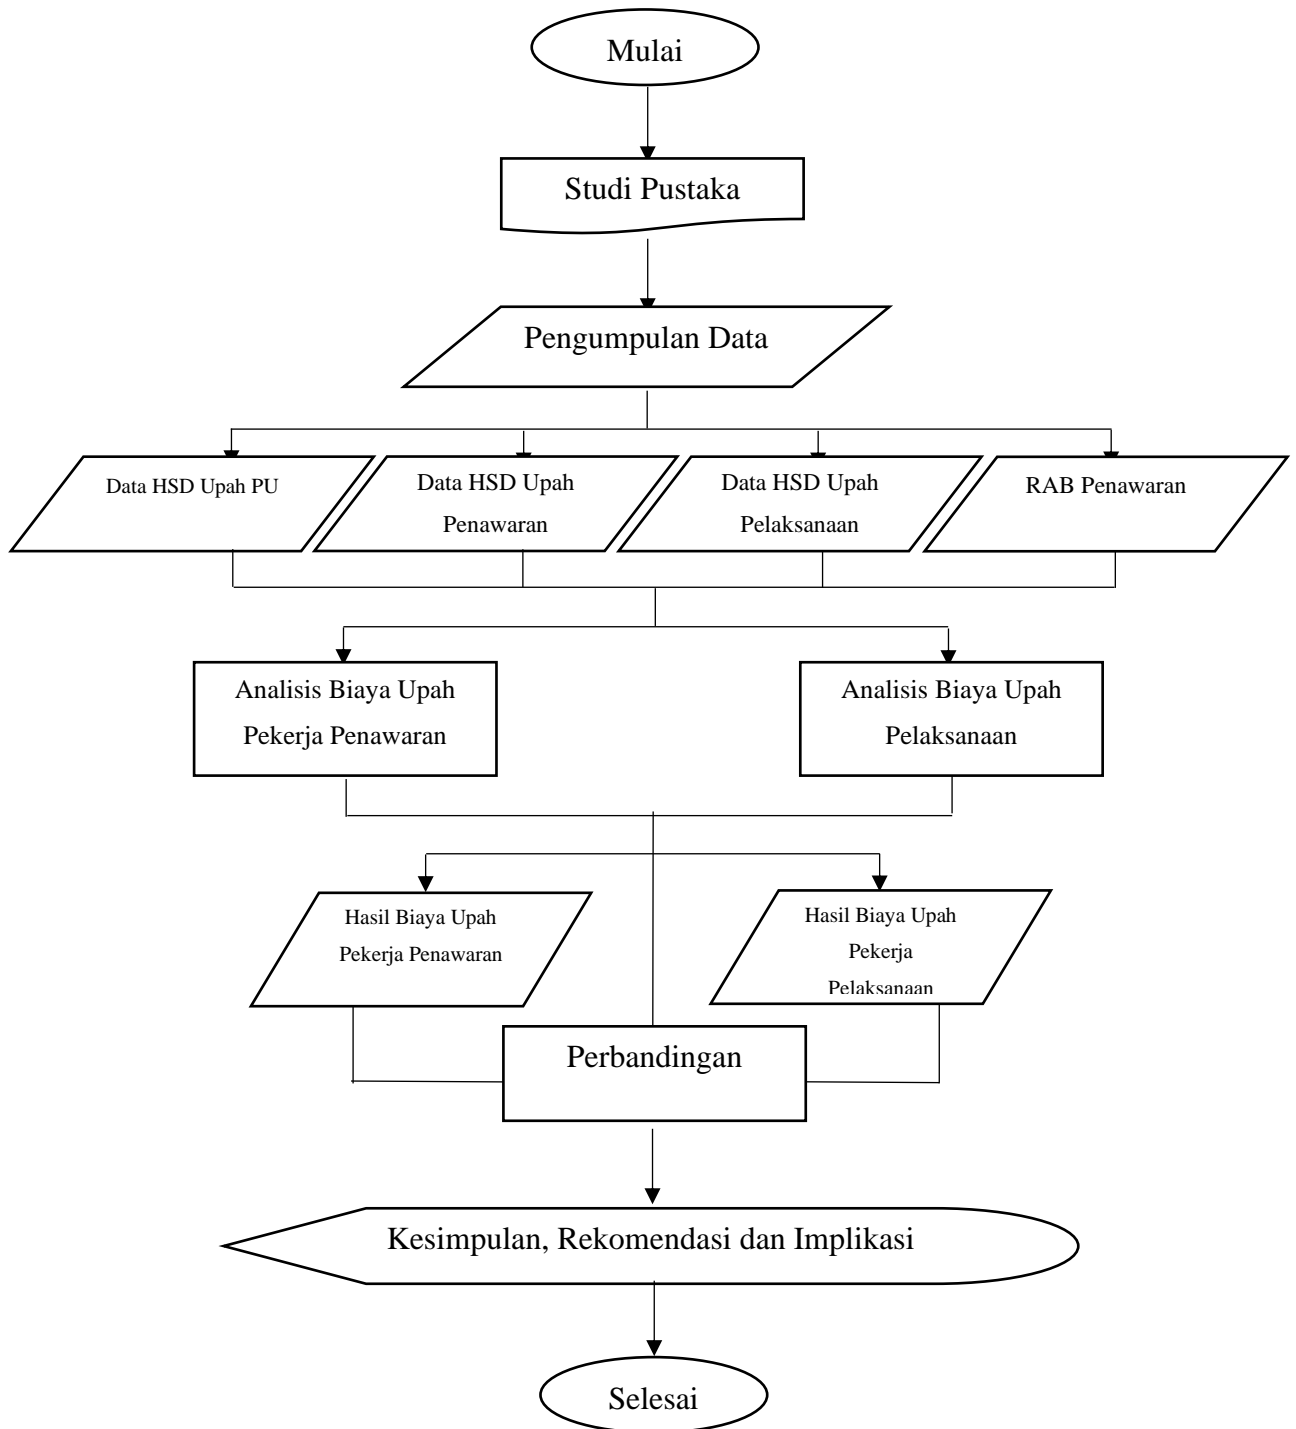 Mulai
Studi Pustaka
Pengumpulan Data
Data HSD Upah PU
Data HSD Upah
Penawaran
Data HSD Upah
Pelaksanaan
RAB Penawaran
Analisis Biaya Upah
Pekerja Penawaran
Analisis Biaya Upah
Pelaksanaan
Hasil Biaya Upah
Pekerja Penawaran
Hasil Biaya Upah
Pekerja
Pelaksanaan
Perbandingan
Kesimpulan, Rekomendasi dan Implikasi
Selesai